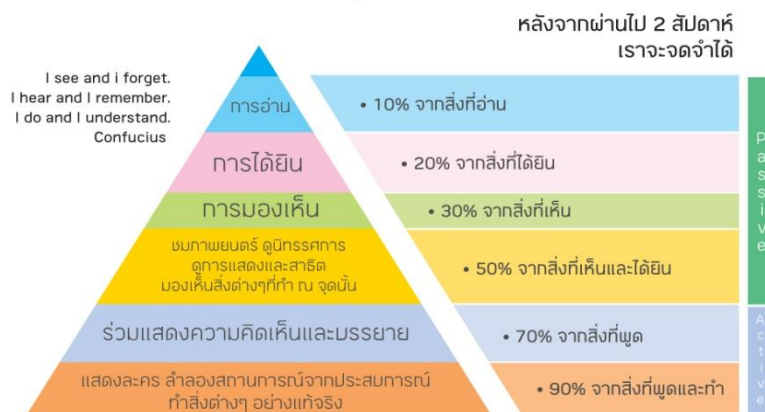 หลังจากผ่านไป 2 สัปดาห์
เราจะจดจำได้
I see and i forget.
I hear and I remember.
I do and I understand.
Confucius
การอ่าน
• 10% จากสิ่งที่อ่าน
การได้ยิน
• 20% จากสิ่งที่ได้ยิน
การมองเห็น
• 30% จากสิ่งที่เห็น
ชมภาพยนตร์ ดูนิทรรศการ
ดูการแสดงและสาธิต
มองเห็นสิ่งต่างๆที่ทำ ณ จุดนั้น
• 50% จากสิ่งที่เห็นและได้ยิน
Passive
ร่วมแสดงความคิดเห็นและบรรยาย
• 70% จากสิ่งที่พูด
แสดงละคร ลำลองสถานการณ์จากประสบการณ์
ทำสิ่งต่างๆ อย่างแท้จริง
• 90% จากสิ่งที่พูดและทำ
Active